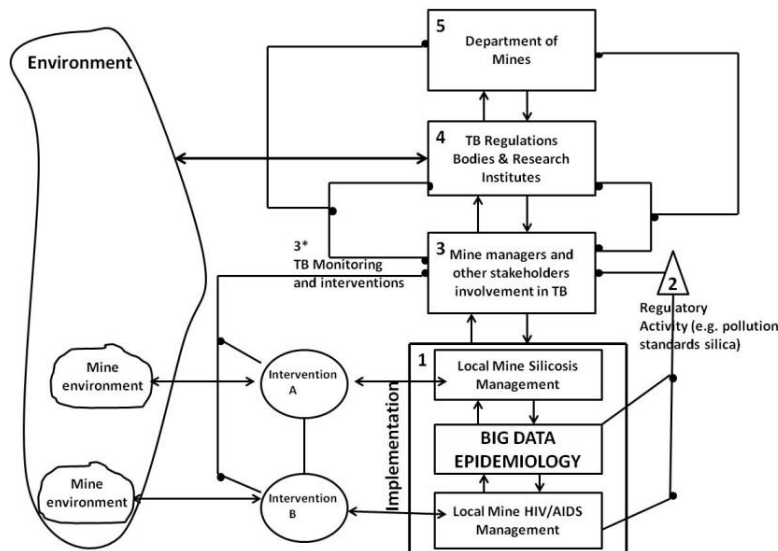 Environment
5
Department of
Mines
4
TB Regulations
Bodies & Research
Institutes
3*
TB Monitoring
and interventions
3
Mine managers and
other stakeholders
involvement in TB
2
Regulatory
Activity (e.g. pollution
standards silica)
Mine
environment
Intervention
A
Implementation
1
Local Mine Silicosis
Management
BIG DATA
EPIDEMIOLOGY
Mine
environment
Intervention
B
Local Mine HIV/AIDS
Management